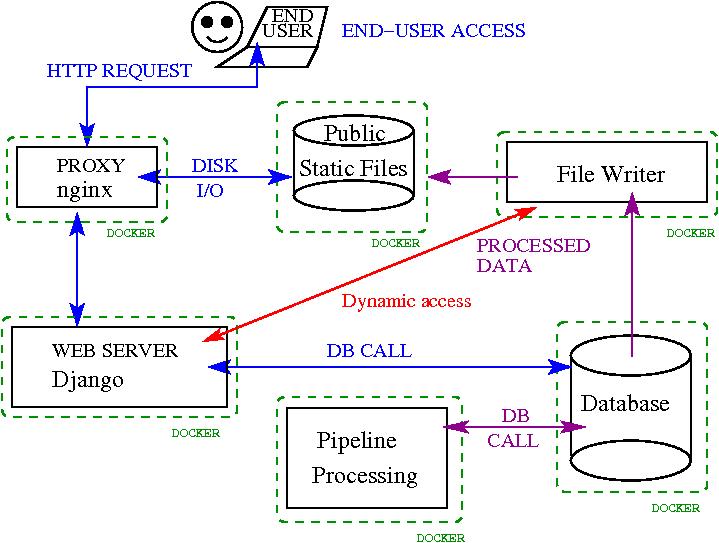 END
USER
END-USER ACCESS
HTTP REQUEST
Public
Static Files
PROXY
nginx
DISK
I/O
File Writer
DOCKER
DOCKER
DOCKER
PROCESSED
DATA
Dynamic access
WEB SERVER
Django
DB CALL
Database
DB
CALL
Pipeline
Processing
DOCKER
DOCKER
DOCKER